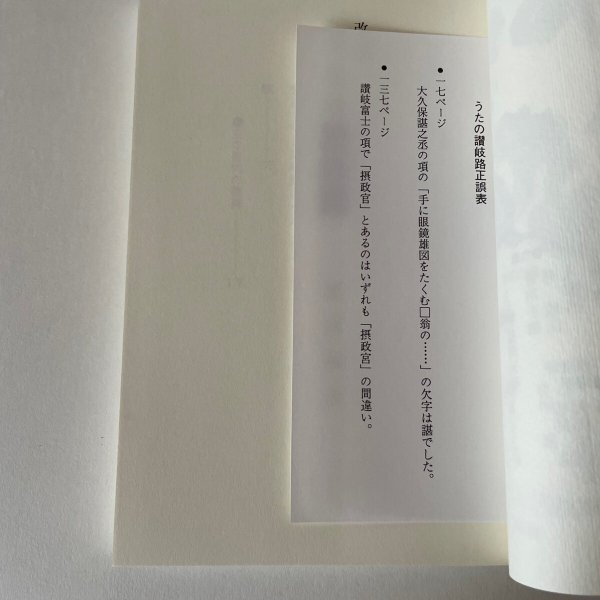 うたの讃岐路正誤表
●一七ページ
大久保諶之丞の項の「手に眼鏡雄図をたくむ□翁の……」の欠字は諶でした。
●一三七ページ
讃岐富士の項で「摂政官」とあるのはいずれも「摂政宮」の間違い。
改